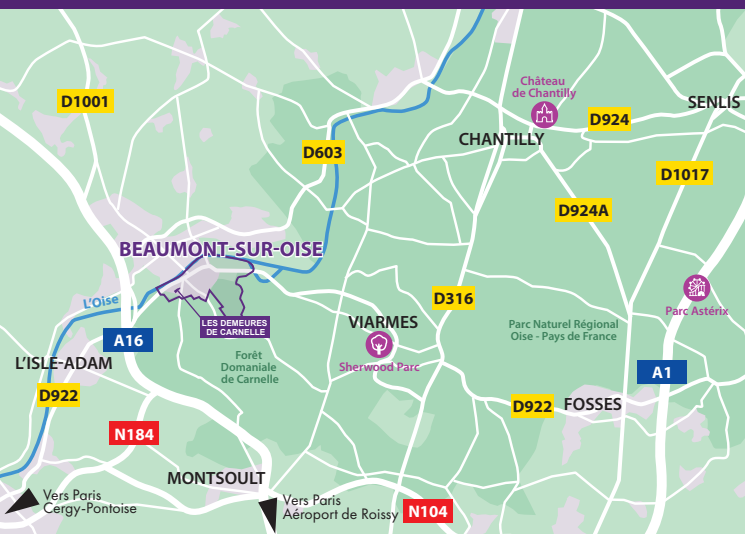 Château
de Chantilly
D1001
SENLIS
D924
CHANTILLY
D603
D1017
D924A
BEAUMONT-SUR-OISE
L'Oise
D316
LES DEMEURES
DE CARNELLE
VIARMES
Parc Naturel Régional
Oise - Pays de France
Parc Astérix
A16
Forêt
Domaniale
de Carnelle
Sherwood Parc
L'ISLE-ADAM
A1
D922
D922
FOSSES
N184
MONTSOULT
Vers Paris
Cergy-Pontoise
Vers Paris
Aéroport de Roissy
N104